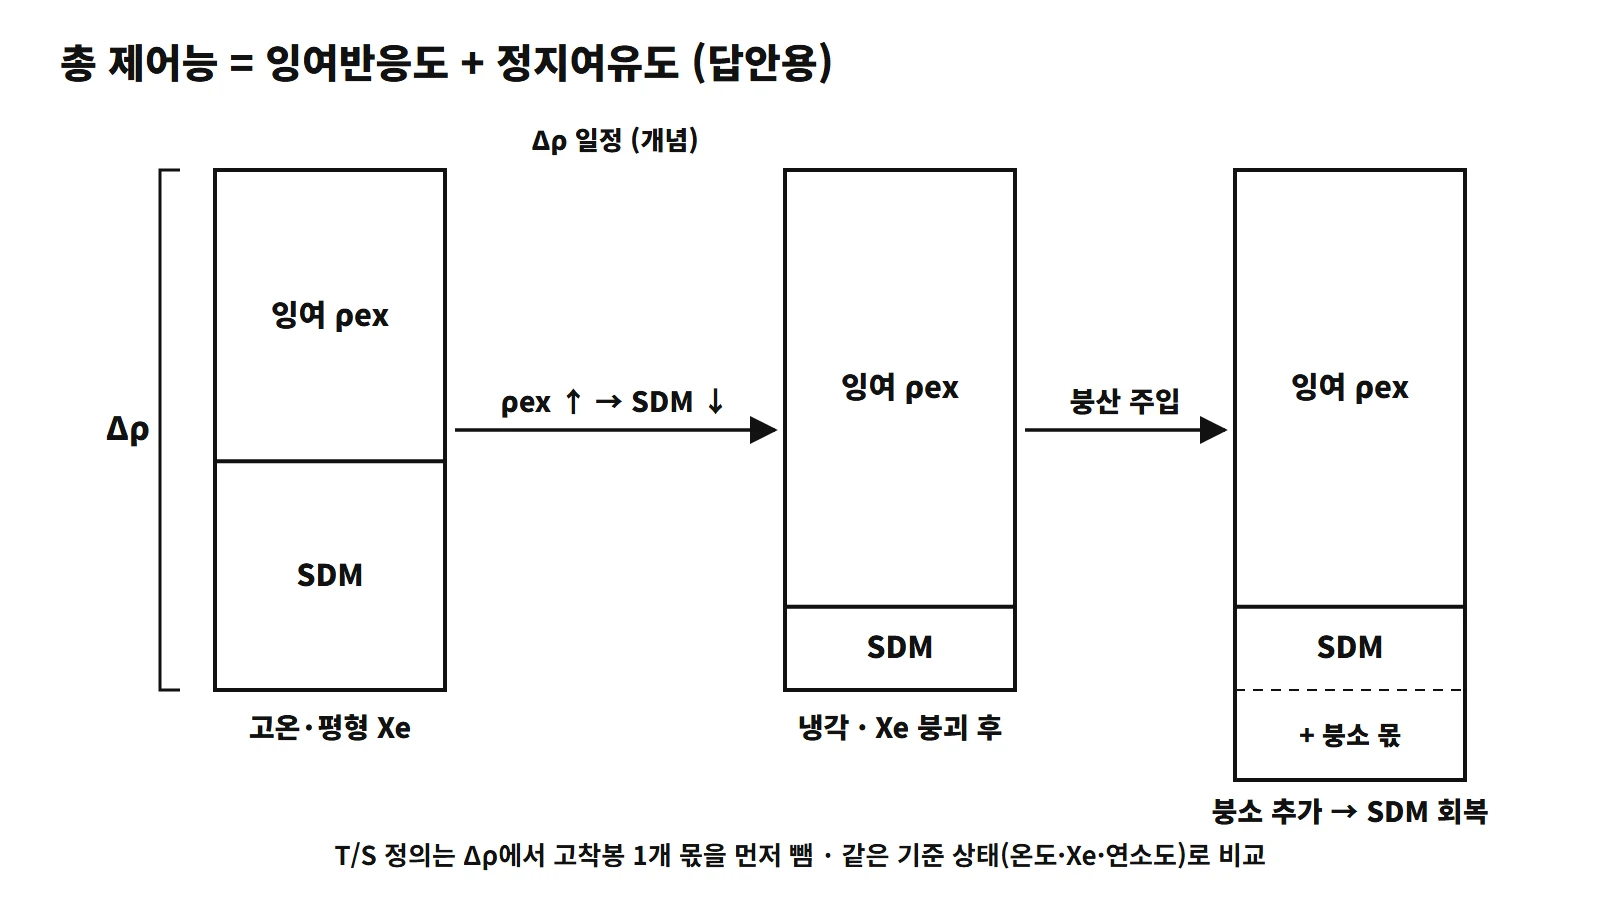 총 제어능 = 잉여반응도 + 정지여유도 (답안용)
Δρ 일정 (개념)
Δρ
잉여 ρex
SDM
고온·평형 Xe
ρex ↑ → SDM ↓
잉여 ρex
SDM
냉각 · Xe 붕괴 후
붕산 주입
잉여 ρex
SDM
+ 붕소 몫
붕소 추가 → SDM 회복
T/S 정의는 Δρ에서 고착봉 1개 몫을 먼저 뺌 · 같은 기준 상태(온도·Xe·연소도)로 비교